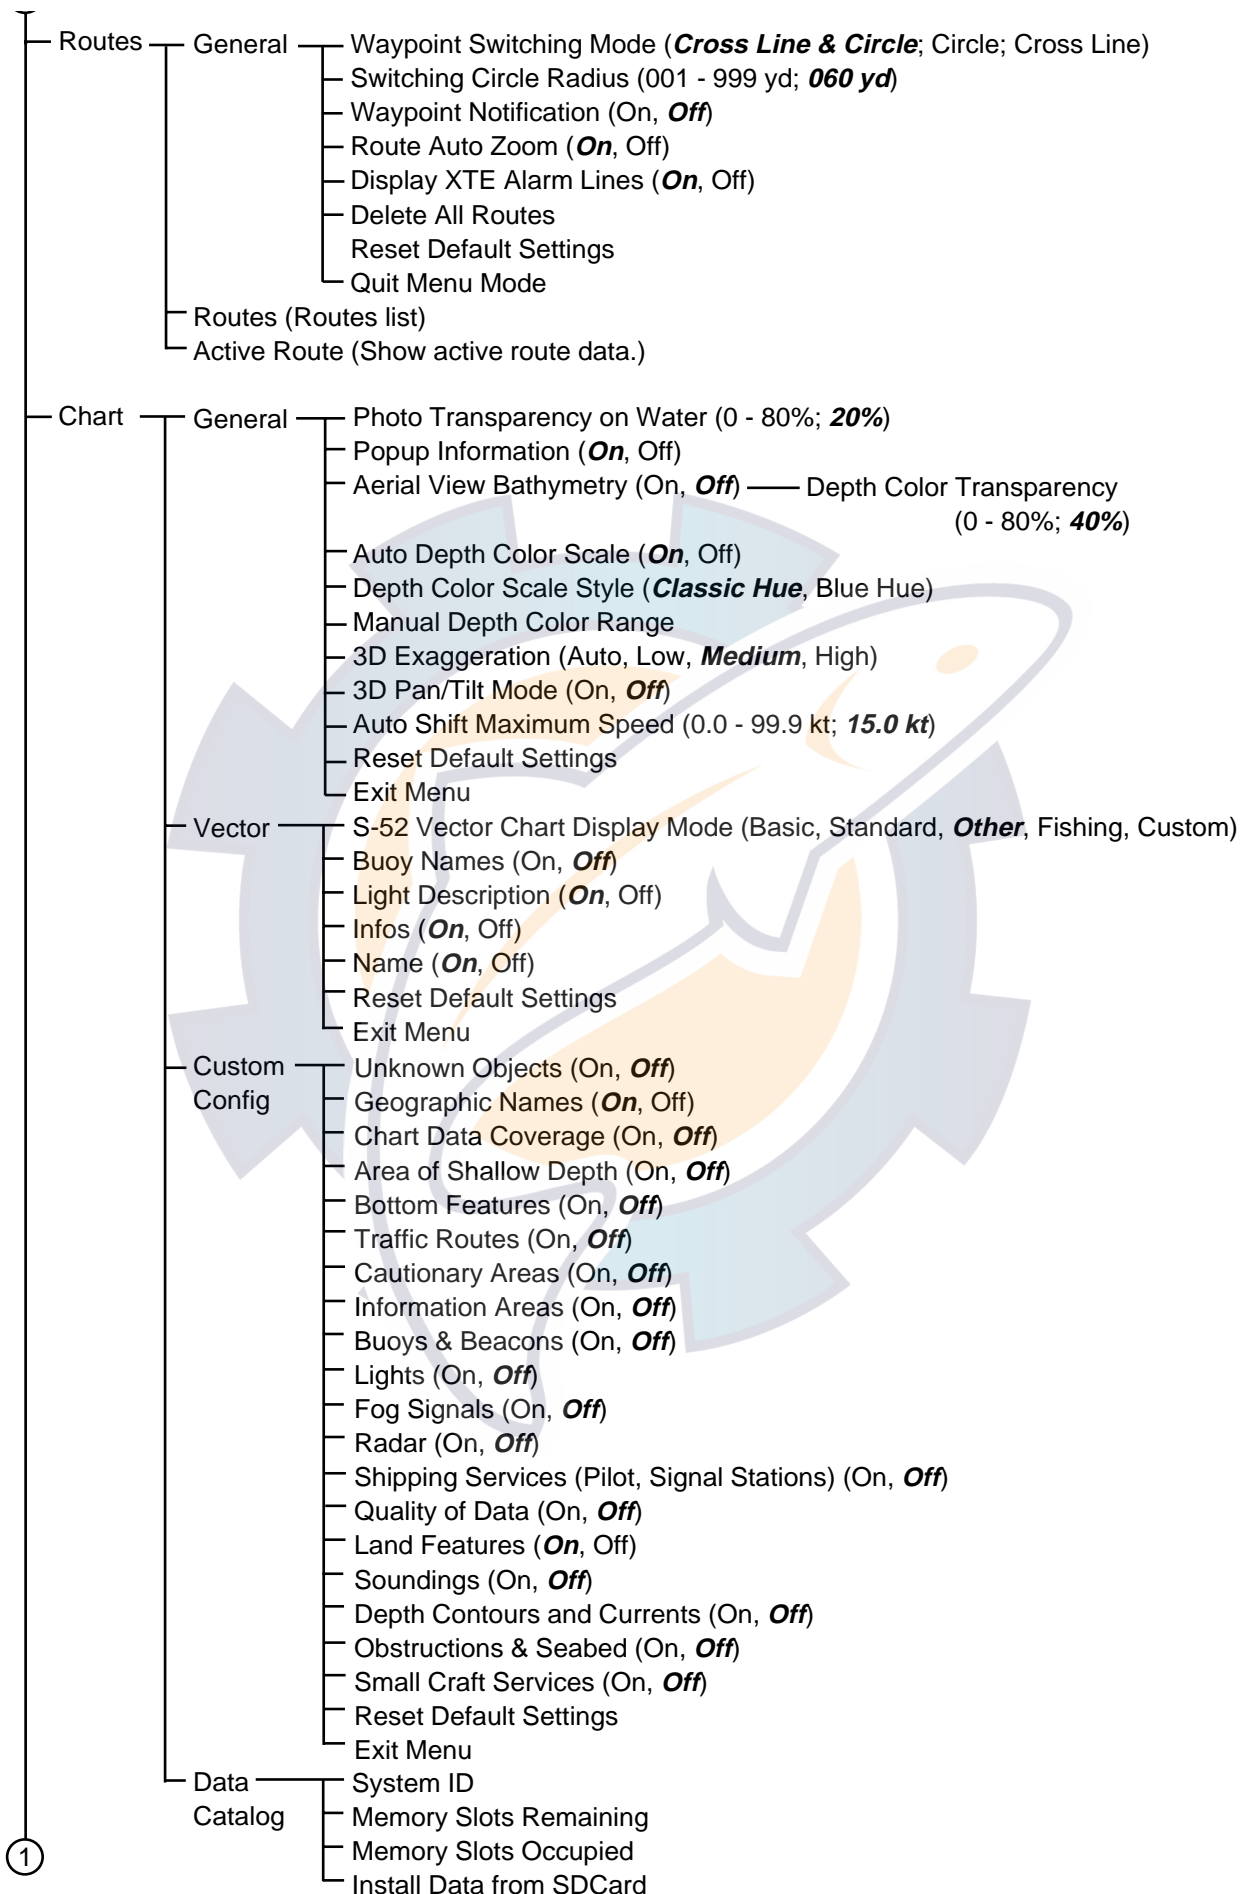 Routes General Waypoint Switching Mode (Cross Line & Circle; Circle; Cross Line)
Switching Circle Radius (001 - 999 yd; 060 yd)
Waypoint Notification (On, Off)
Route Auto Zoom (On, Off)
Display XTE Alarm Lines (On, Off)
Delete All Routes
Reset Default Settings
Quit Menu Mode
Routes (Routes list)
Active Route (Show active route data.)
Chart General Photo Transparency on Water (0 - 80%; 20%)
Popup Information (On, Off)
Aerial View Bathymetry (On, Off) Depth Color Transparency
(0 - 80%; 40%)
Auto Depth Color Scale (On, Off)
Depth Color Scale Style (Classic Hue, Blue Hue)
Manual Depth Color Range
3D Exaggeration (Auto, Low, Medium, High)
3D Pan/Tilt Mode (On, Off)
Auto Shift Maximum Speed (0.0 - 99.9 kt; 15.0 kt)
Reset Default Settings
Exit Menu
Vector S-52 Vector Chart Display Mode (Basic, Standard, Other, Fishing, Custom)
Buoy Names (On, Off)
Light Description (On, Off)
Infos (On, Off)
Name (On, Off)
Reset Default Settings
Exit Menu
Custom Unknown Objects (On, Off)
Config Geographic Names (On, Off)
Chart Data Coverage (On, Off)
Area of Shallow Depth (On, Off)
Bottom Features (On, Off)
Traffic Routes (On, Off)
Cautionary Areas (On, Off)
Information Areas (On, Off)
Buoys & Beacons (On, Off)
Lights (On, Off)
Fog Signals (On, Off)
Radar (On, Off)
Shipping Services (Pilot, Signal Stations) (On, Off)
Quality of Data (On, Off)
Land Features (On, Off)
Soundings (On, Off)
Depth Contours and Currents (On, Off)
Obstructions & Seabed (On, Off)
Small Craft Services (On, Off)
Reset Default Settings
Exit Menu
Data System ID
Catalog Memory Slots Remaining
Memory Slots Occupied
1
Install Data from SDCard